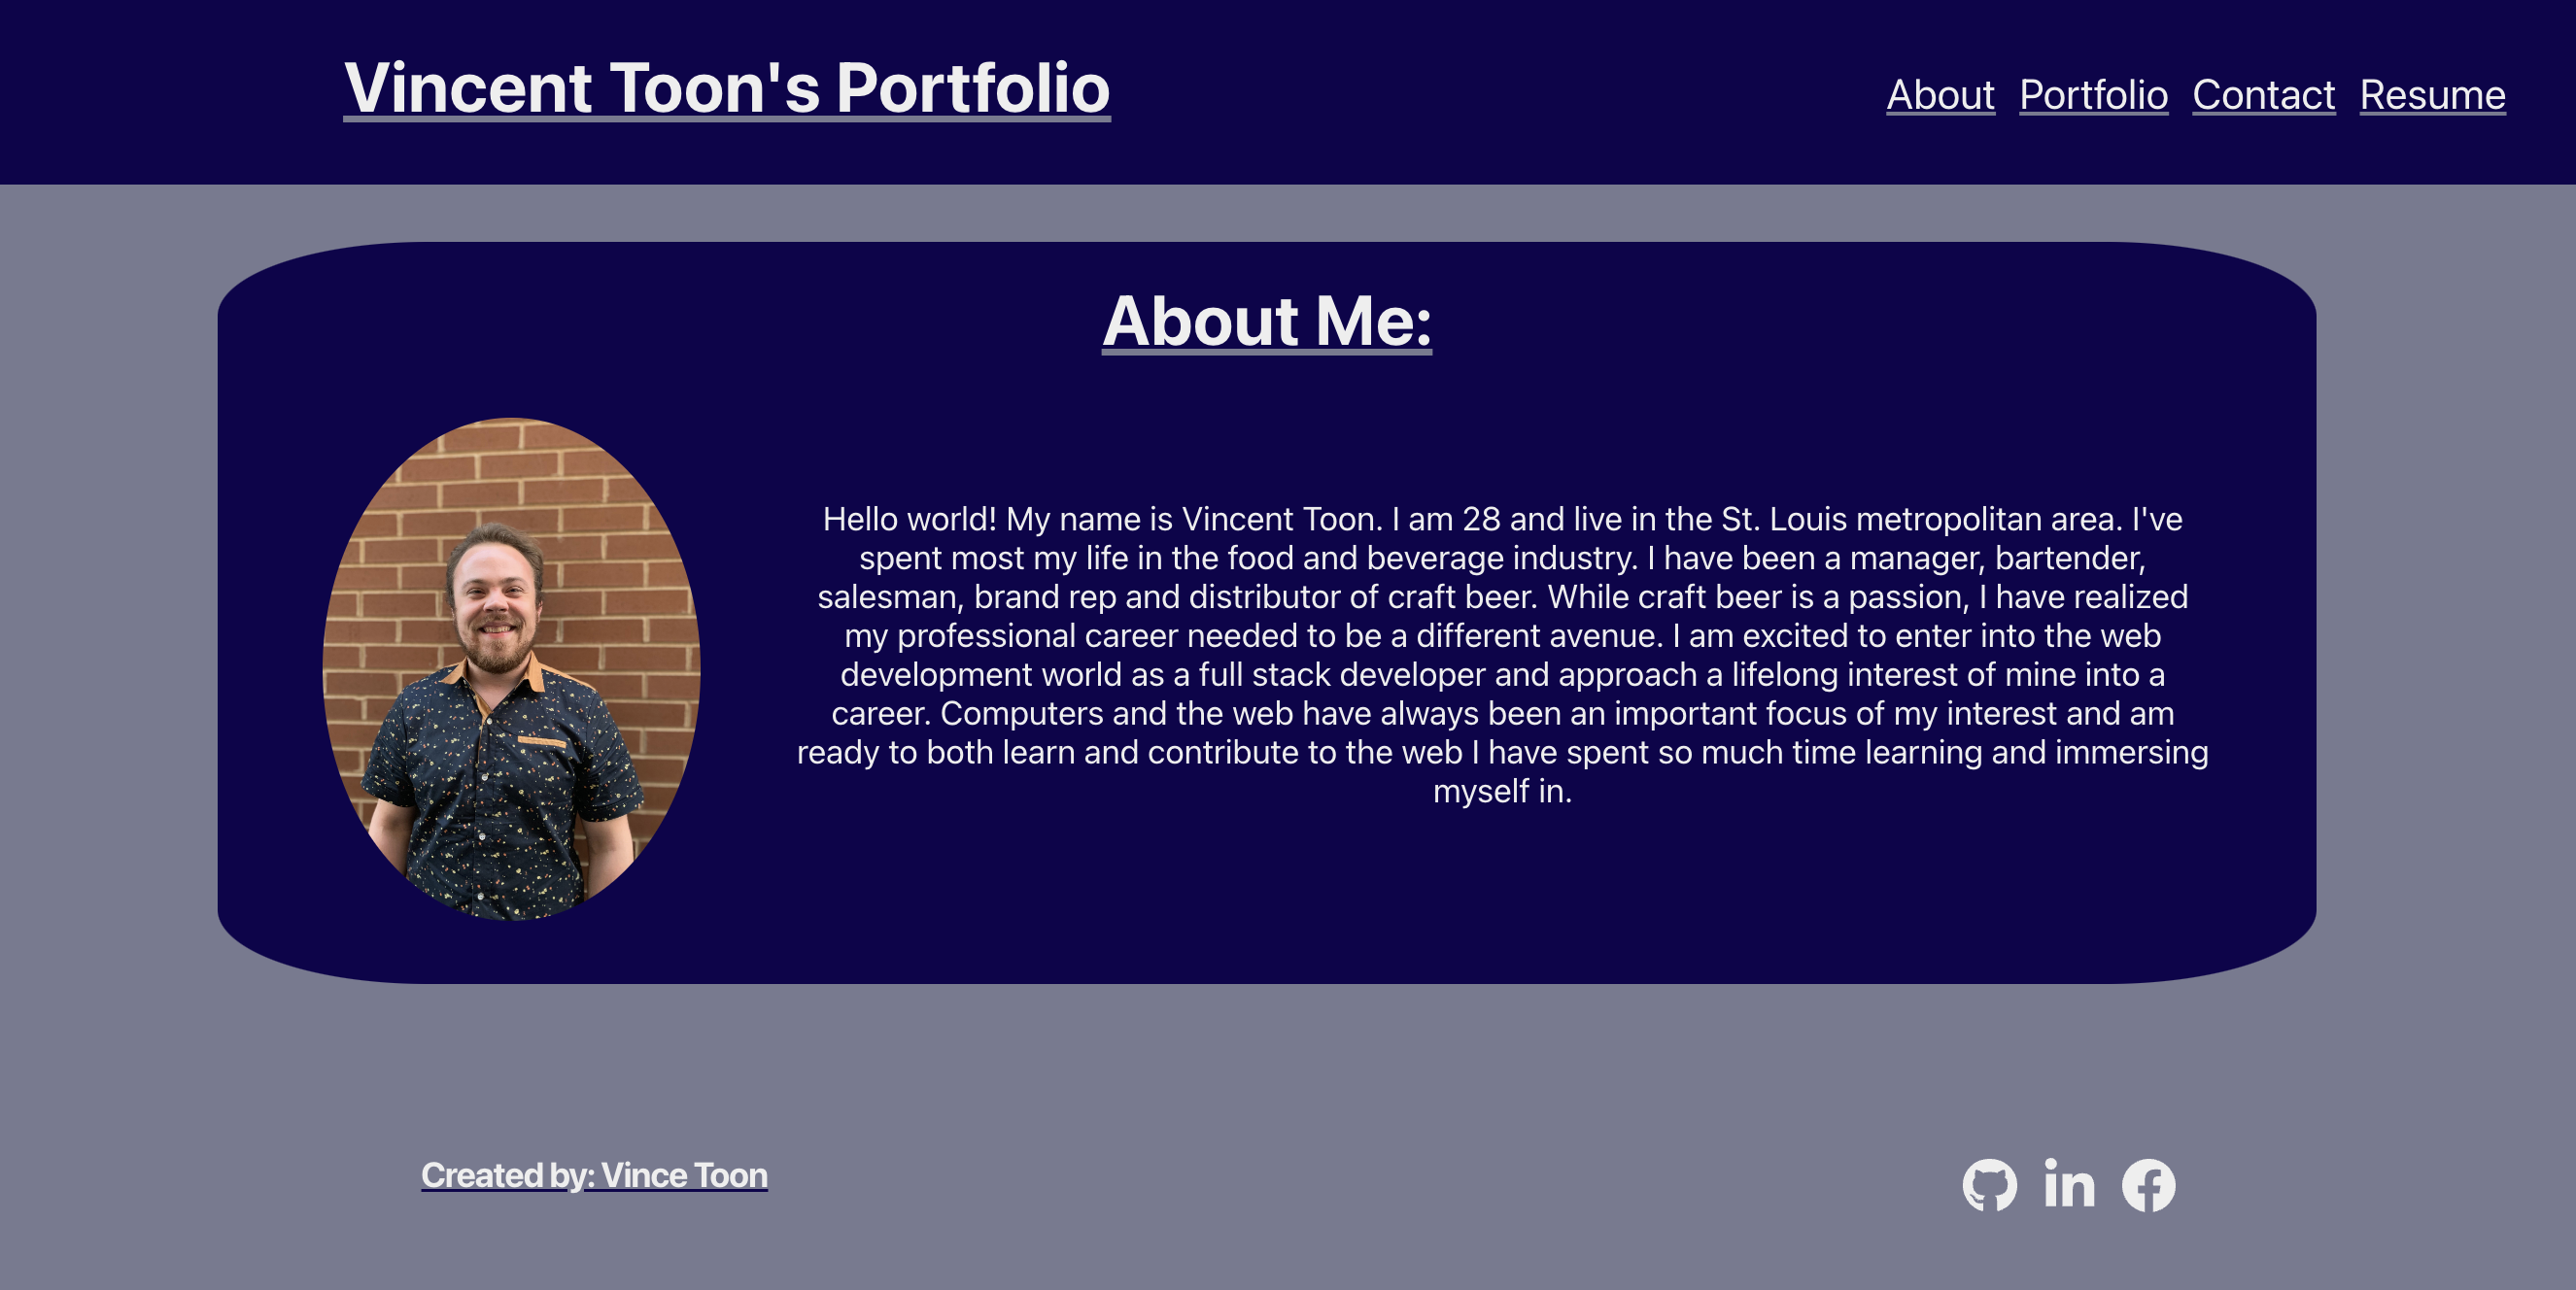 Vincent Toon's Portfolio
About Portfolio Contact Resume
About Me:
Hello world! My name is Vincent Toon. I am 28 and live in the St. Louis metropolitan area. I've
spent most my life in the food and beverage industry. I have been a manager, bartender,
salesman, brand rep and distributor of craft beer. While craft beer is a passion, I have realized
my professional career needed to be a different avenue. I am excited to enter into the web
development world as a full stack developer and approach a lifelong interest of mine into a
career. Computers and the web have always been an important focus of my interest and am
ready to both learn and contribute to the web I have spent so much time learning and immersing
myself in.
Created by: Vince Toon